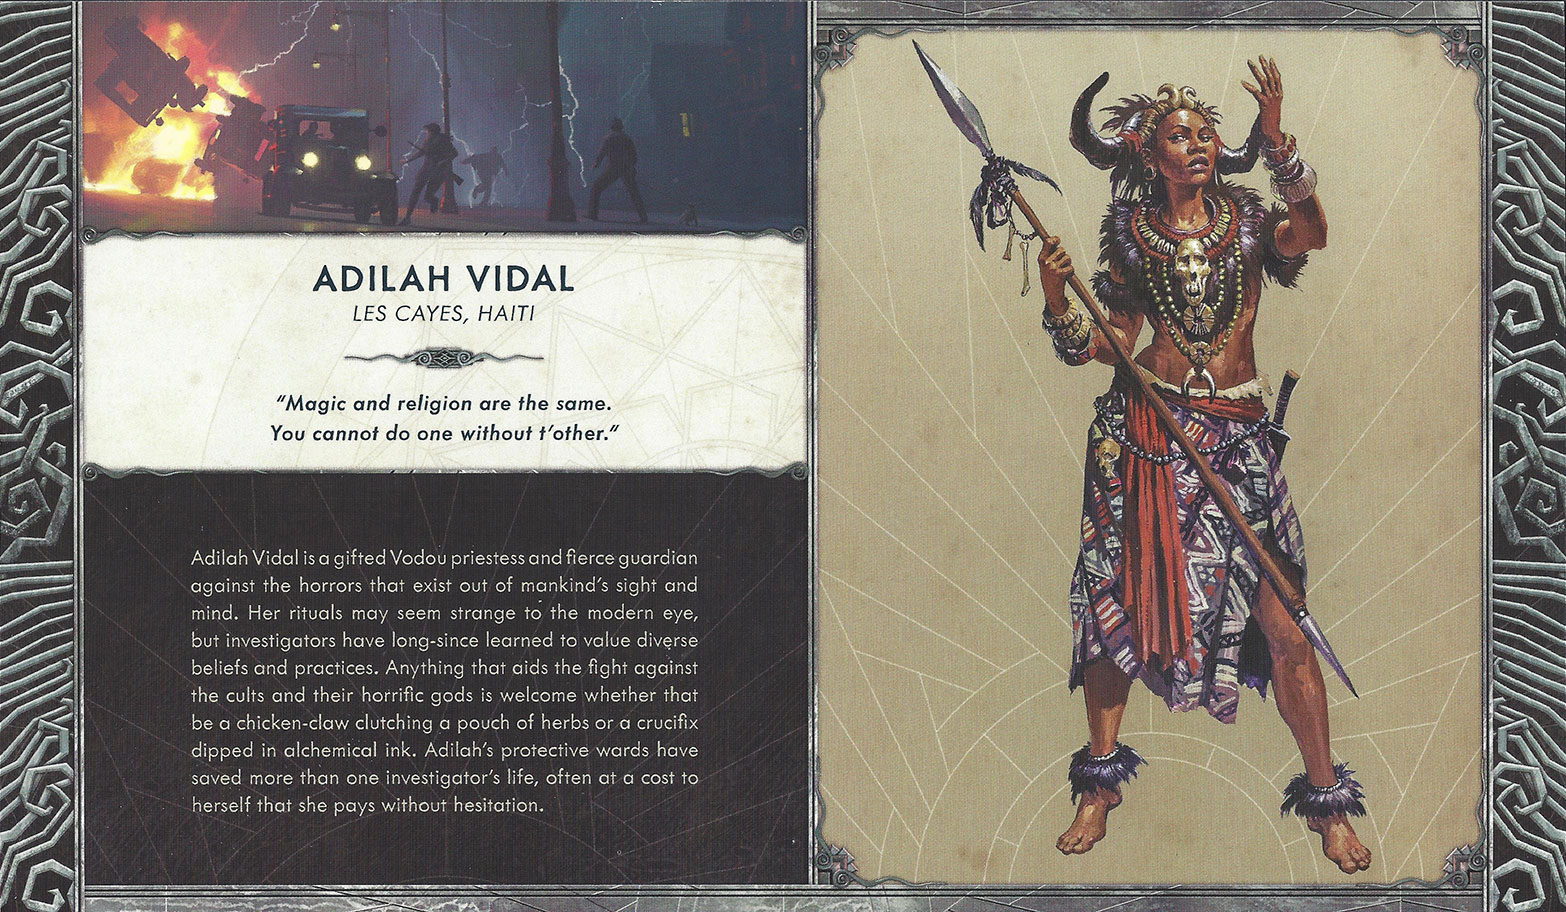 ADILAH VIDAL
LES CAYES, HAITI
“Magic and religion are the same.
You cannot do one without t’other.“
Adilah Vidal is a gifted Vodou priestess and fierce guardian
against the horrors that exist out of mankind’s sight and
mind. Her rituals may seem strange to the modern eye,
but investigators have long-since learned to value diverse
beliefs and practices. Anything that aids the fight against
the cults and their horrific gods is welcome whether that
be a chicken-claw clutching a pouch of herbs or a crucifix
dipped in alchemical ink. Adilah’s protective wards have
saved more than one investigator’s life, often at a cost to
herself that she pays without hesitation.